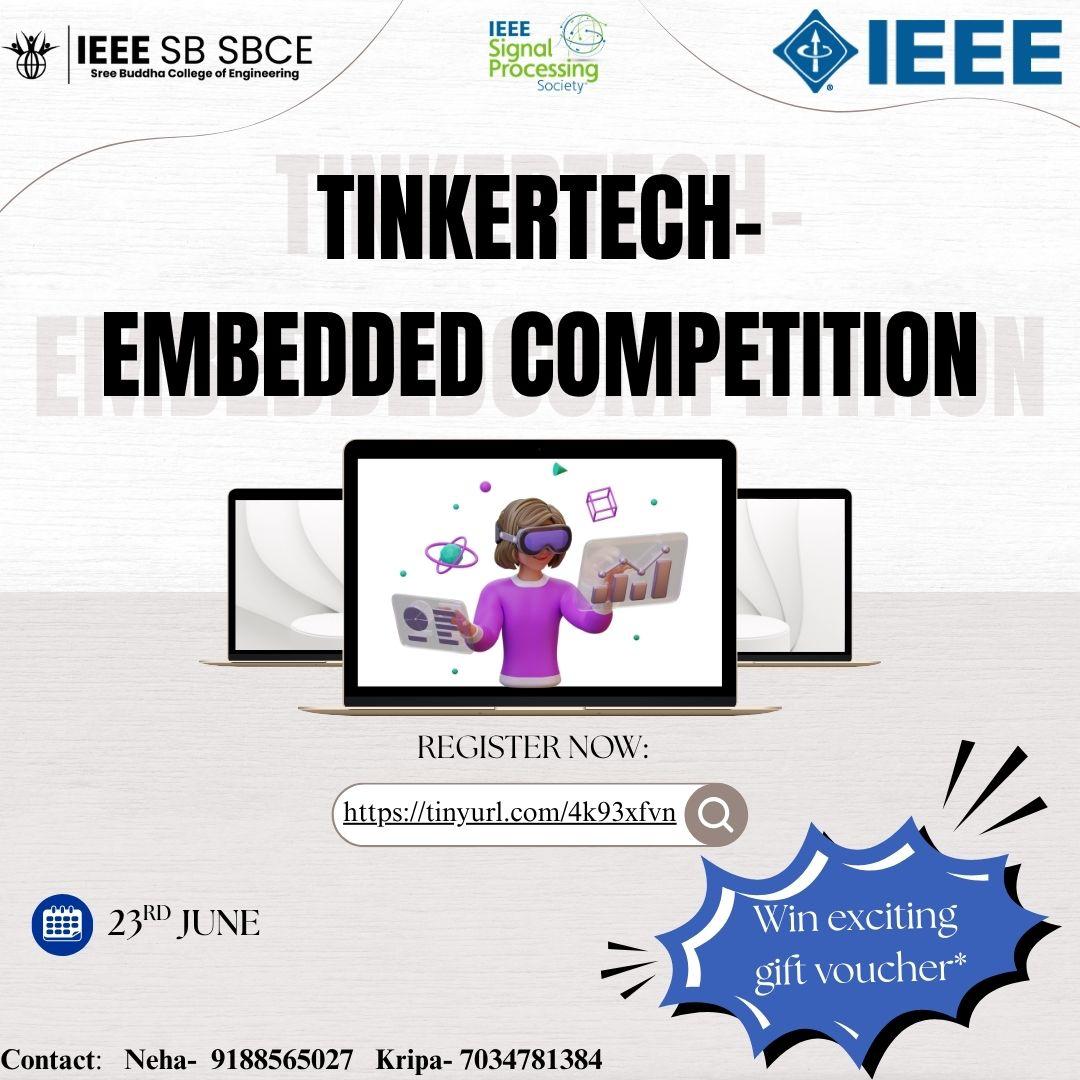 IEEE SB SBCE
Sree Buddha College of Engineering
IEEE
Signal
Processing
Society
IEEE
TINKERTECH-
EMBEDDED COMPETITION
REGISTER NOW:
https://tinyurl.com/4k93xfvn
23RD JUNE
Win exciting
gift voucher*
Contact: Neha- 9188565027 Kripa- 7034781384